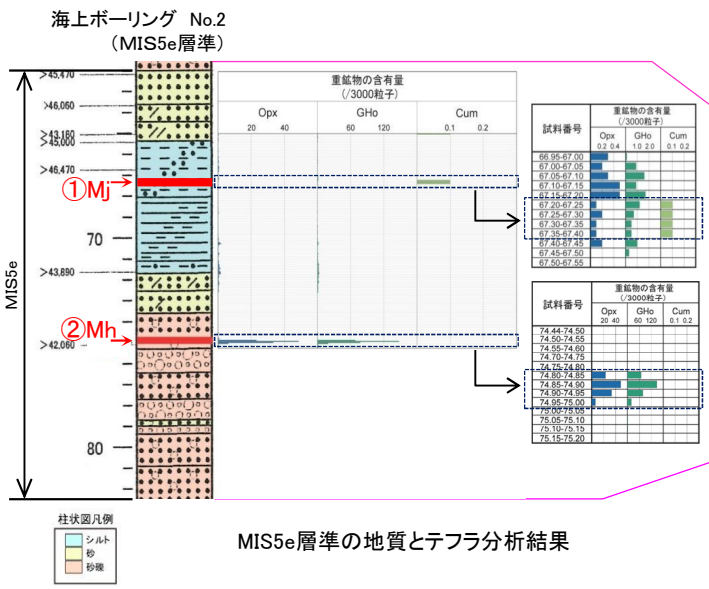 海上ボーリング No.2
（MIS5e層準）
>45,470
>46,060
>43,180
>45,060
>46,470
①Mj
70
>43,890
②Mh
>42,060
80
MIS5e
重鉱物の含有量
(/3000粒子)
Opx GHo Cum
20 40 60 120 0.1 0.2
試料番号
重鉱物の含有量
(/3000粒子)
Opx GHo Cum
0.2 0.4 1.0 2.0 0.1 0.2
66.95-67.00
67.00-67.05
67.05-67.10
67.10-67.15
67.15-67.20
67.20-67.25
67.25-67.30
67.30-67.35
67.35-67.40
67.40-67.45
67.45-67.50
67.50-67.55
試料番号
重鉱物の含有量
(/3000粒子)
Opx GHo Cum
20 40 60 120 0.1 0.2
74.44-74.50
74.50-74.55
74.55-74.60
74.70-74.75
74.75-74.80
74.80-74.85
74.85-74.90
74.90-74.95
74.95-75.00
75.00-75.05
75.05-75.10
75.10-75.15
75.15-75.20
柱状図凡例
シルト
砂
砂礫
MIS5e層準の地質とテフラ分析結果